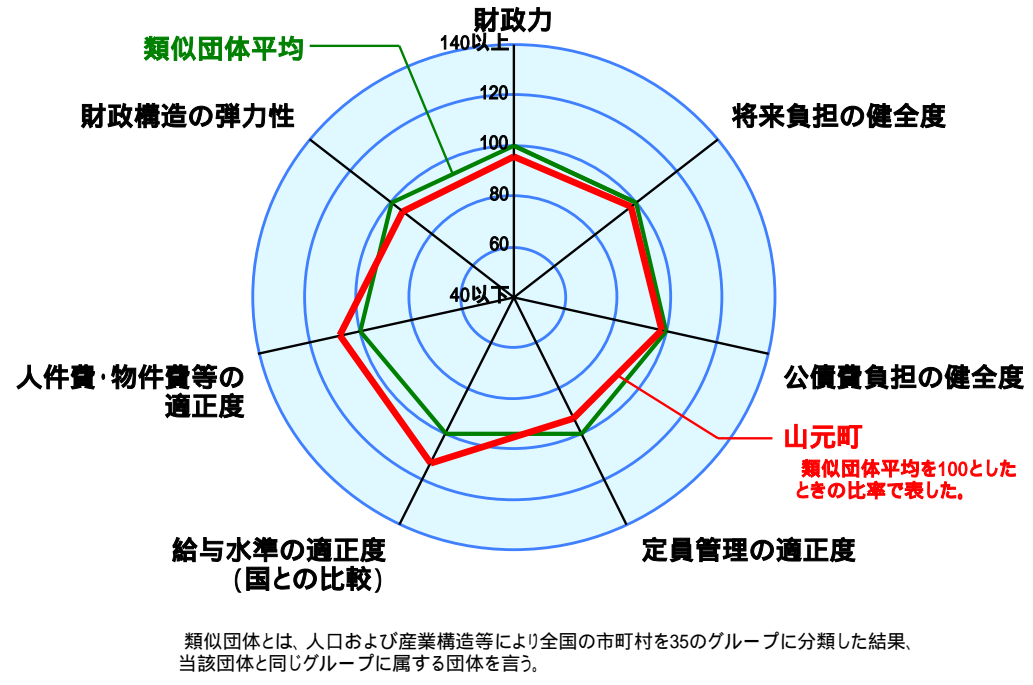 財政力
140以上
類似団体平均
120
財政構造の弾力性
将来負担の健全度
100
80
60
40以下
人件費・物件費等の
適正度
公債費負担の健全度
山元町
類似団体平均を100とした
ときの比率で表した。
給与水準の適正度
(国との比較)
定員管理の適正度
類似団体とは、人口および産業構造等により全国の市町村を35のグループに分類した結果、
当該団体と同じグループに属する団体を言う。